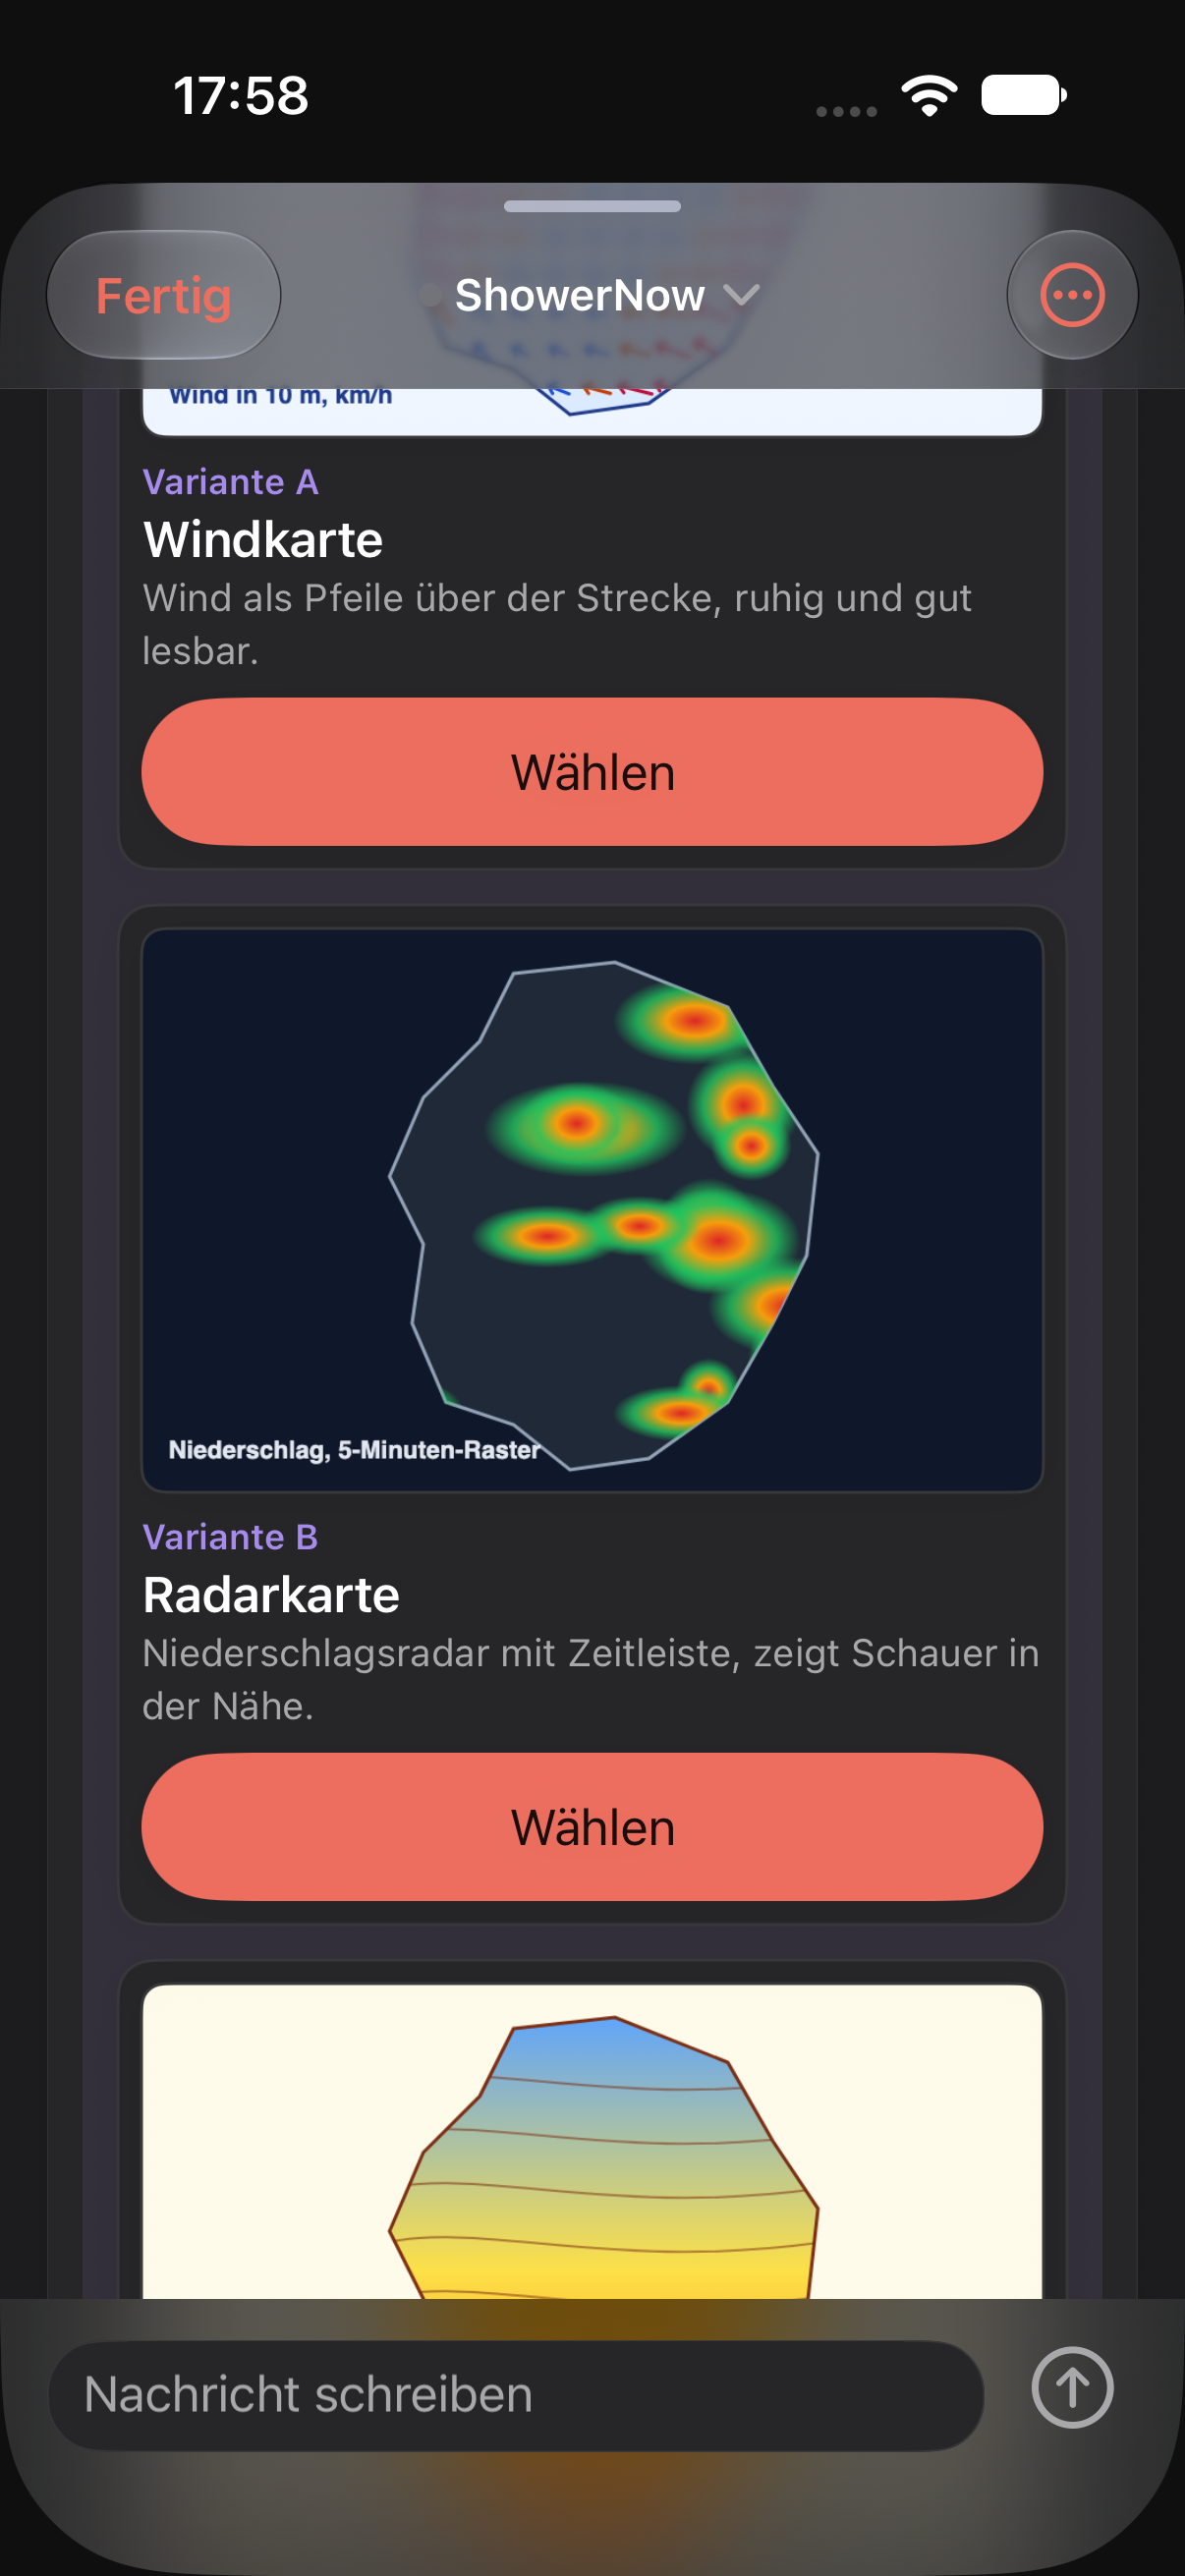 17:58
Fertig
ShowerNow
Wind in 10 m, km/h
Variante A
Windkarte
Wind als Pfeile über der Strecke, ruhig und gut
lesbar.
Wählen
Niederschlag, 5-Minuten-Raster
Variante B
Radarkarte
Niederschlagsradar mit Zeitleiste, zeigt Schauer in
der Nähe.
Wählen
Nachricht schreiben